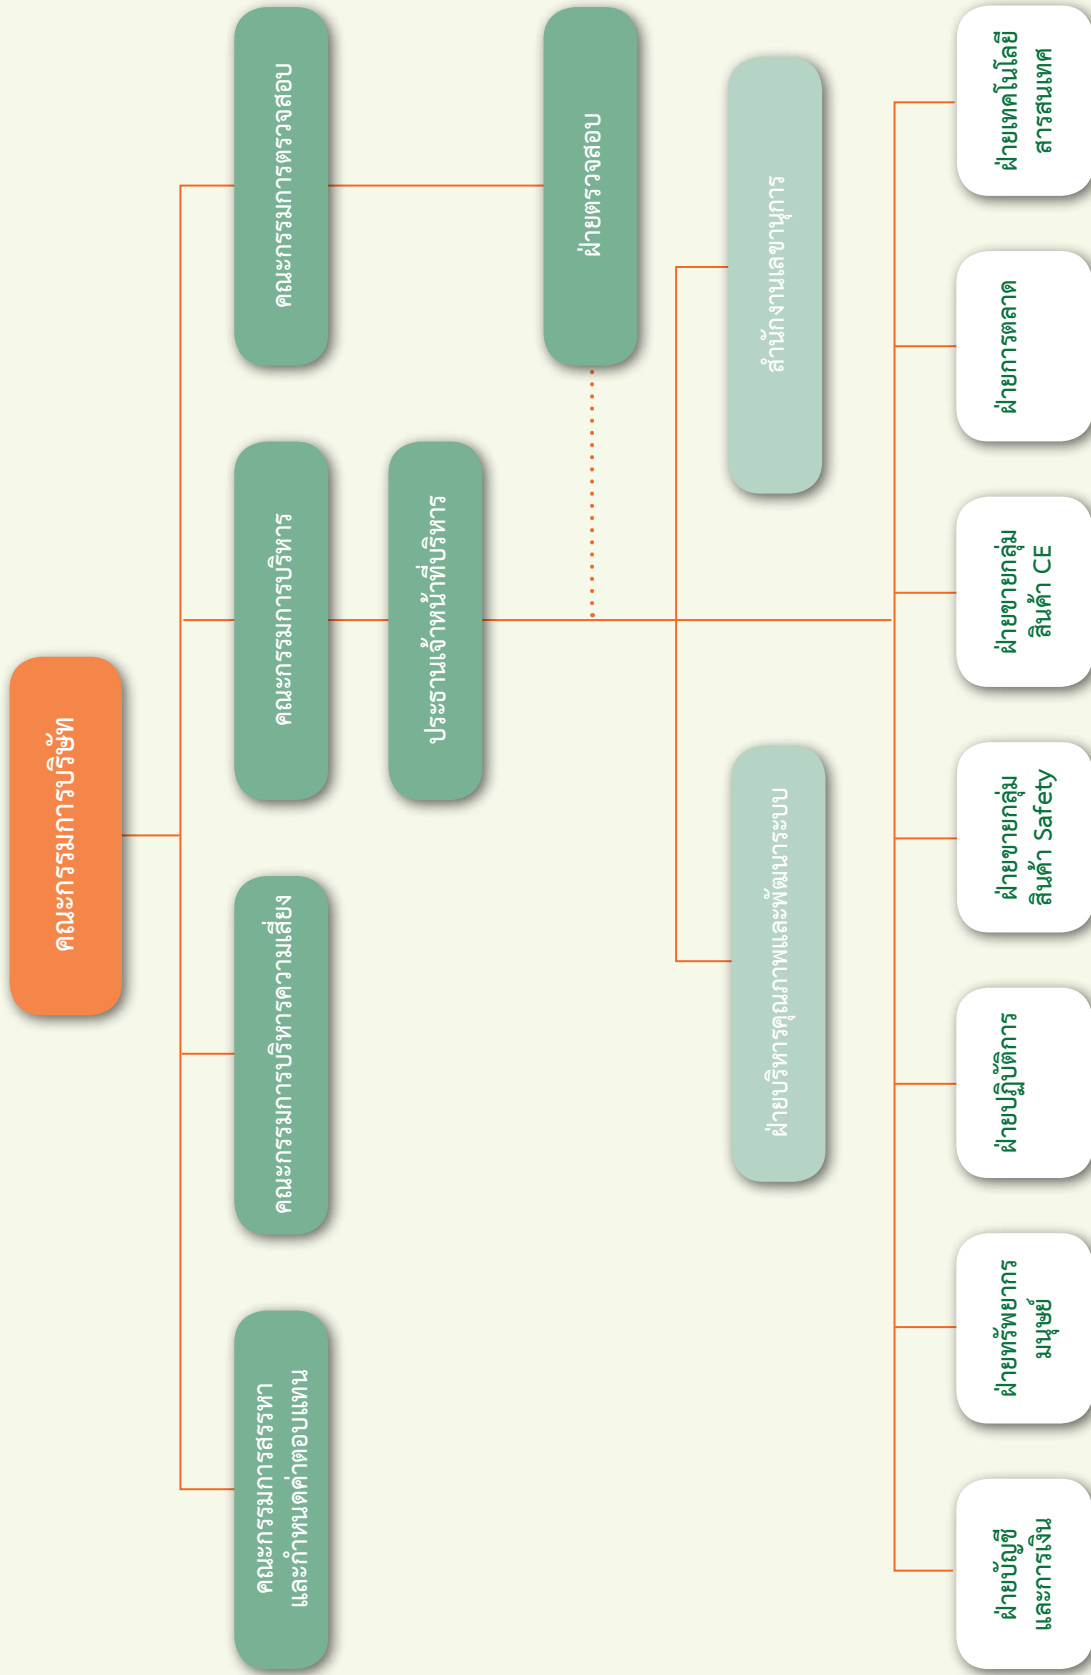 คณะกรรมการบริษัท
คณะกรรมการสรรหา
และกำหนดค่าตอบแทน
คณะกรรมการบริหารความเสี่ยง
คณะกรรมการบริหาร
คณะกรรมการตรวจสอบ
ประธานเจ้าหน้าที่บริหาร
ฝ่ายตรวจสอบ
ฝ่ายบริหารคุณภาพและพัฒนาระบบ
สำนักงานเลขานุการ
ฝ่ายบัญชี
และการเงิน
ฝ่ายทรัพยากร
มนุษย์
ฝ่ายปฏิบัติการ
ฝ่ายขายกลุ่ม
สินค้า Safety
ฝ่ายขายกลุ่ม
สินค้า CE
ฝ่ายการตลาด
ฝ่ายเทคโนโลยี
สารสนเทศ